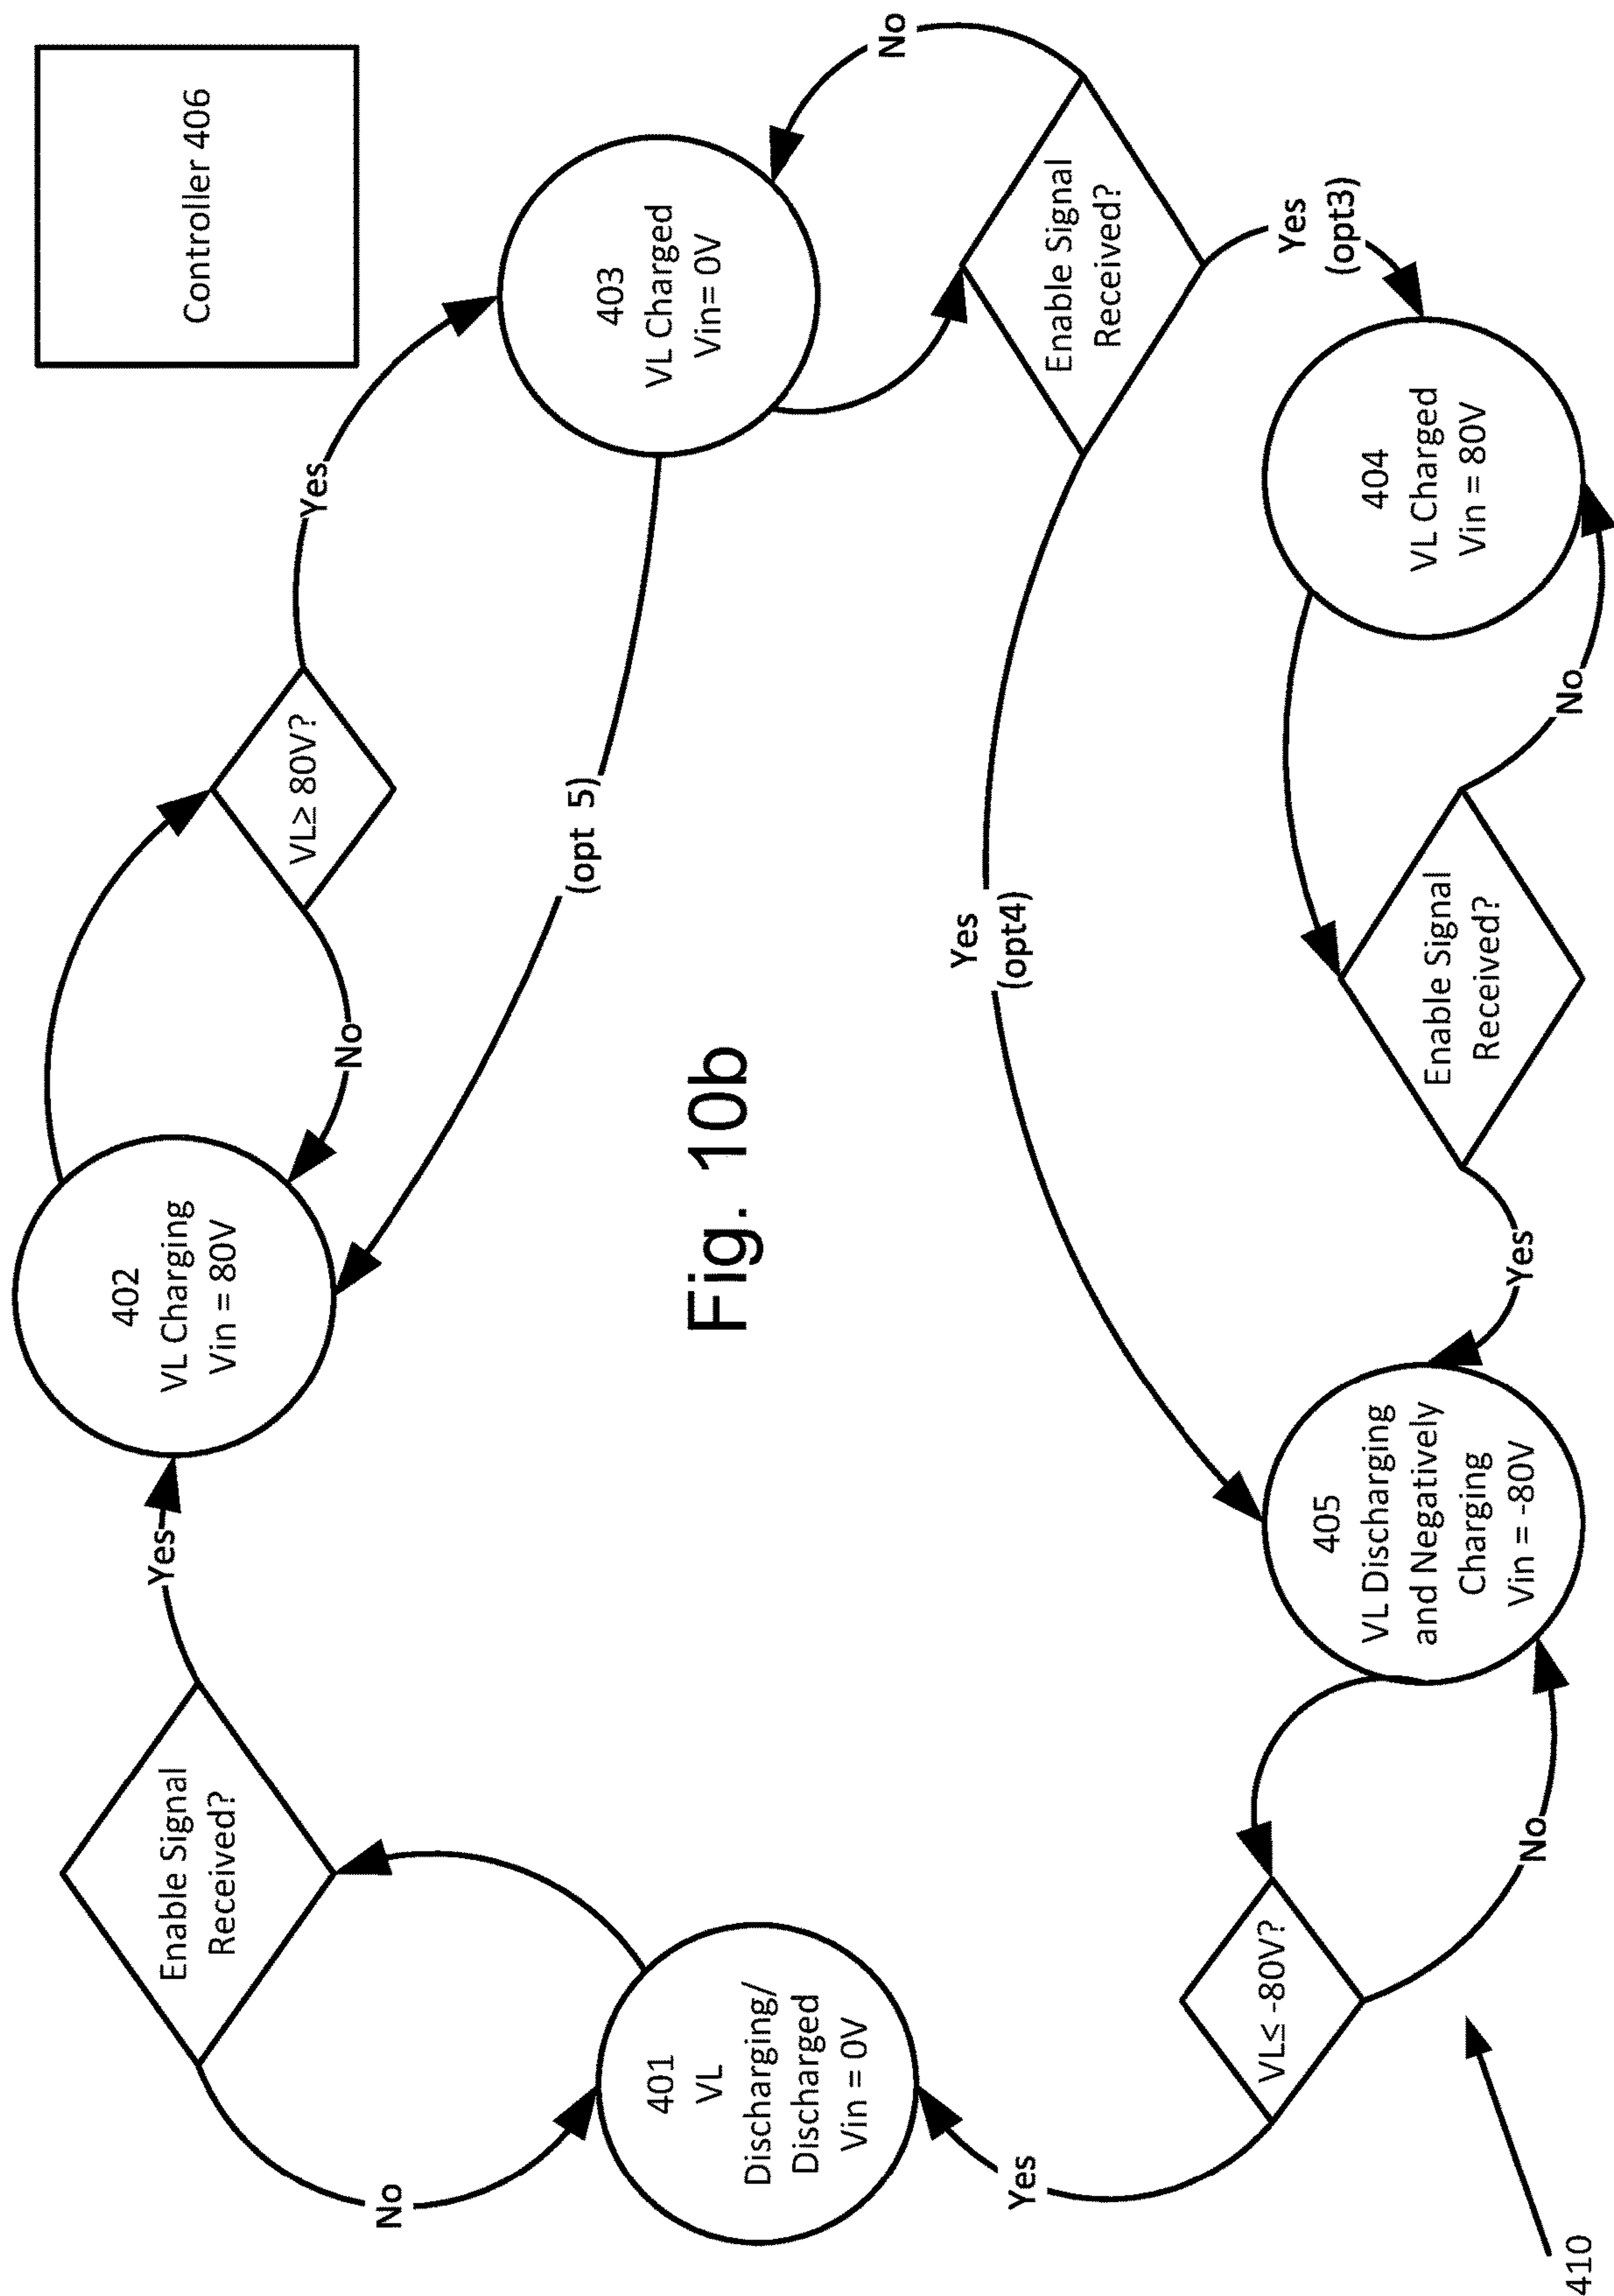 Controller 406
Yes
402
VL Charging
Vin = 80V
VL≥ 80V?
Yes
No
403
VL Charged
Vin= 0V
(opt 5)
Enable Signal
Received?
No
Enable Signal
Received?
No
Yes
(opt4)
Yes
(opt3)
Fig. 10b
401
VL
Discharging/
Discharged
Vin = 0V
404
VL Charged
Vin = 80V
Enable Signal
Received?
No
Yes
405
VL Discharging
and Negatively
Charging
Vin = -80V
VL≤ -80V?
Yes
No
410